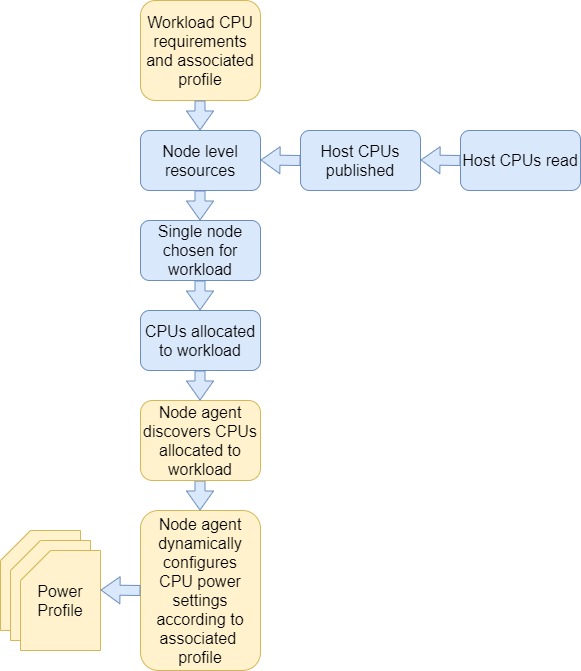 Workload CPU
requirements
and associated
profile
Node level
resources
Host CPUs
published
Host CPUs read
Single node
chosen for
workload
CPUs allocated
to workload
Node agent
discovers CPUs
allocated to
workload
Node agent
dynamically
configures
CPU power
settings
according to
associated
profile
Power
Profile